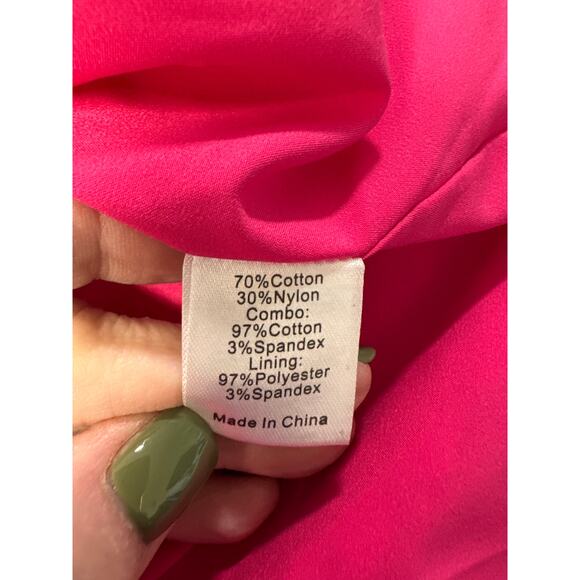 70%Cotton
30%Nylon
Combo:
97%Cotton
3%Spandex
Lining:
97%Polyester
3%Spandex
Made In China